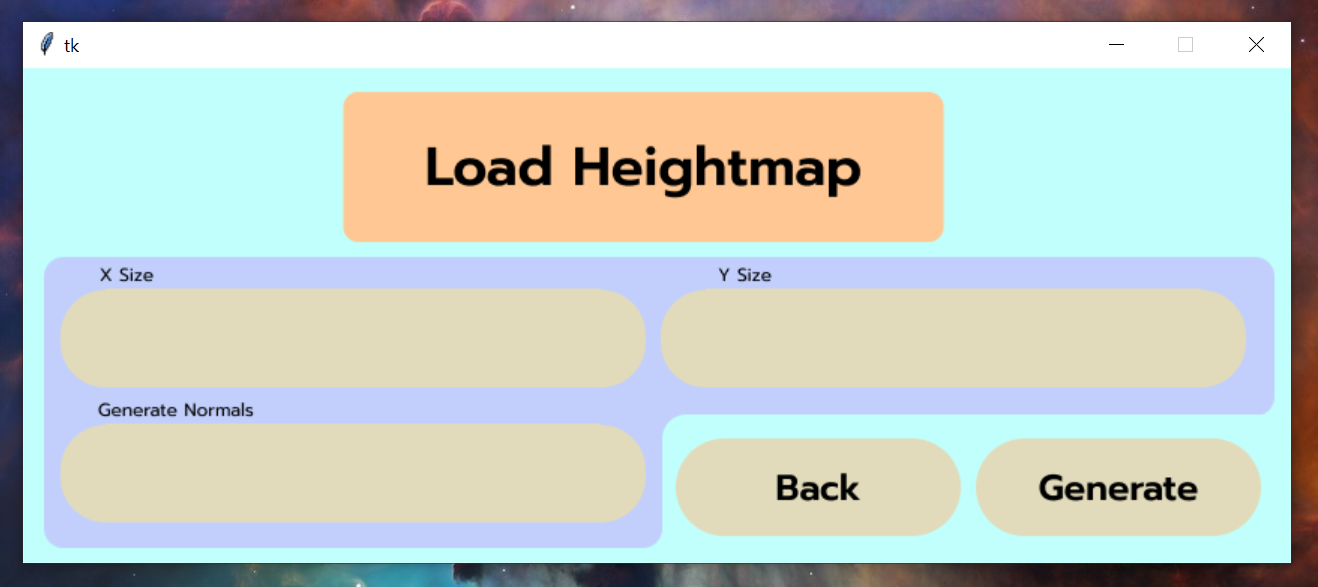 tk
Load Heightmap
X Size
Y Size
Generate Normals
Back
Generate